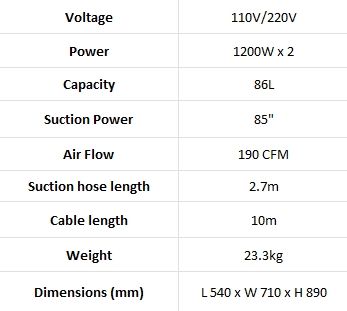 Voltage 110V/220V
Power 1200W x 2
Capacity 86L
Suction Power 85"
Air Flow 190 CFM
Suction hose length 2.7m
Cable length 10m
Weight 23.3kg
Dimensions (mm) L 540 x W 710 x H 890